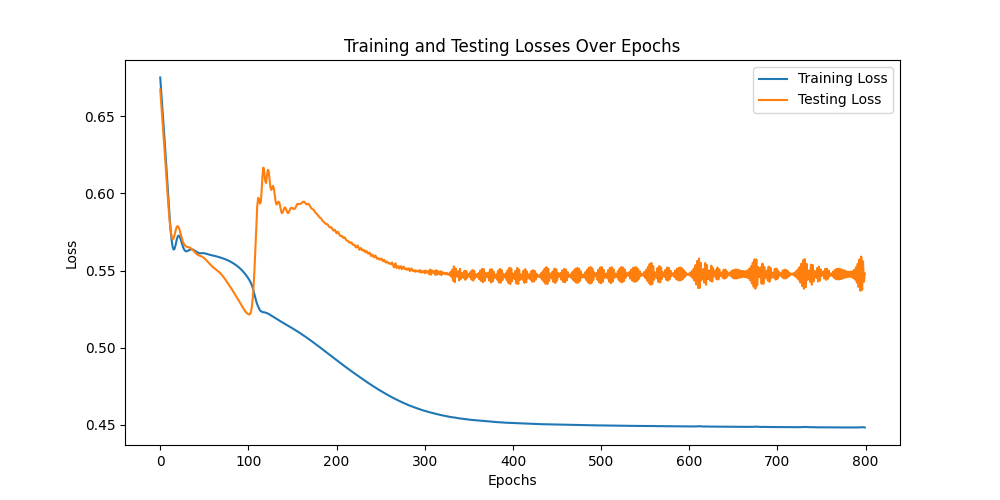 Training and Testing Losses Over Epochs
Training Loss
Testing Loss
Loss
0.65
0.60
0.55
0.50
0.45
0 100 200 300 400 500 600 700 800
Epochs